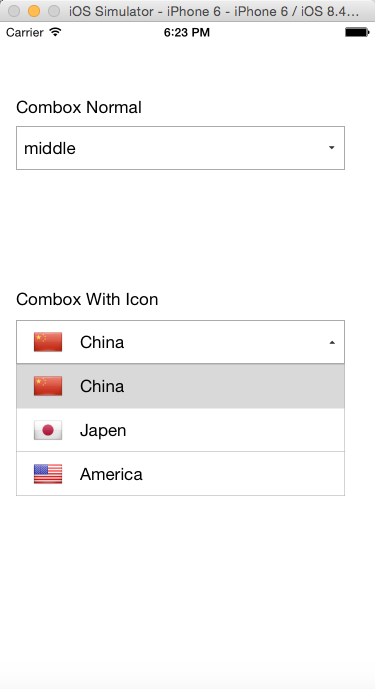 iOS Simulator - iPhone 6 - iPhone 6 / iOS 8.4...
Carrier 6:23 PM
Combox Normal
middle
Combox With Icon
China
China
Japen
America